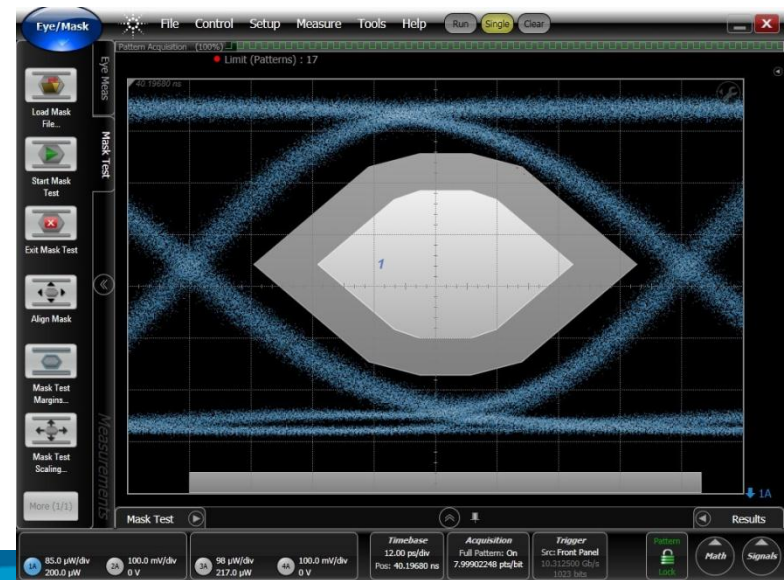 Eye/Mask
File Control Setup Measure Tools Help Run Single Clear
Pattern Acquisition (100%)
Limit (Patterns) : 17
40.19680 ns
Eye Meas
Mask Test
Load Mask
File...
Start Mask
Test
Exit Mask Test
Align Mask
Mask Test
Margins...
Mask Test
Scaling...
More (1/1)
Measurements
1
1A
Mask Test
Results
1A 85.0 µW/div
200.0 µW
2A 100.0 mV/div
0 V
3A 98 µW/div
217.0 µW
4A 100.0 mV/div
0 V
Timebase
12.00 ps/div
Pos: 40.19680 ns
Acquisition
Full Pattern: On
7.99902248 pts/bit
Trigger
Src: Front Panel
10.312500 Gb/s
1023 bits
Pattern
Lock
Math
Signals